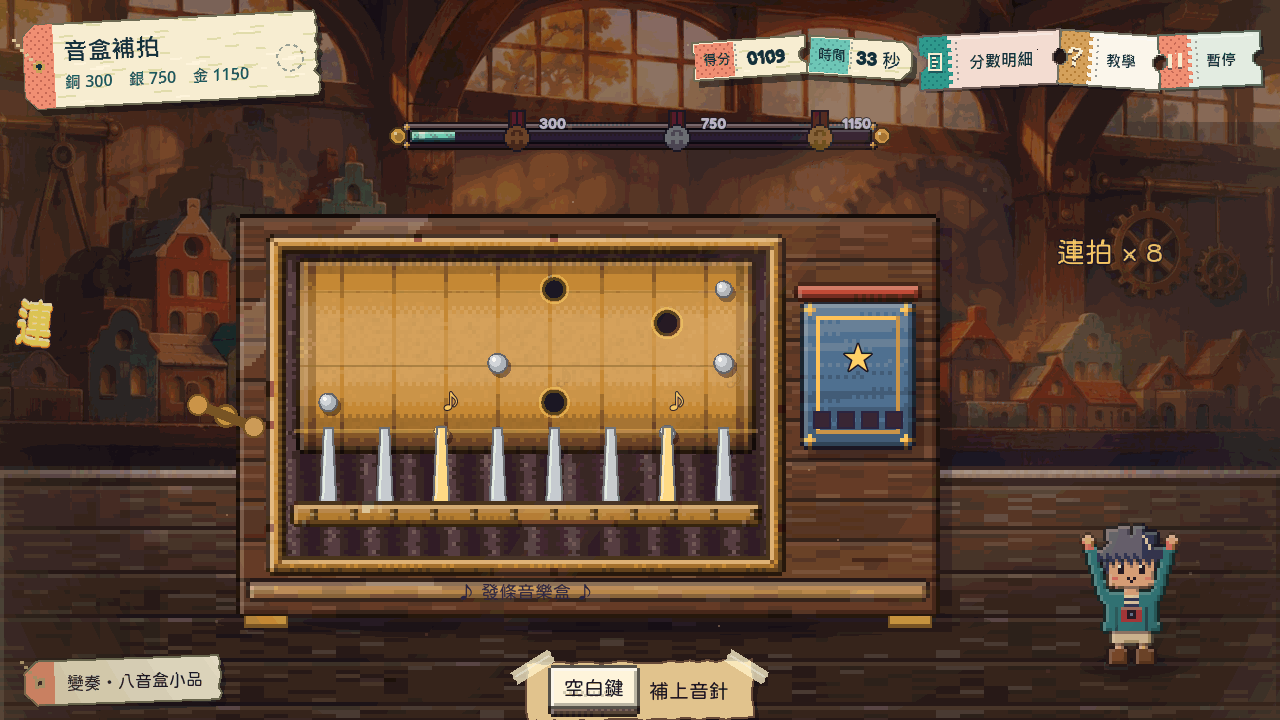 音盒補拍
銅 300 銀 750 金 1150
得分 0109
時間 33 秒
分數明細
? 教學
暫停
300 750 1150
連拍 × 8
♪ 發條音樂盒 ♪
變奏・八音盒小品
空白鍵 補上音針